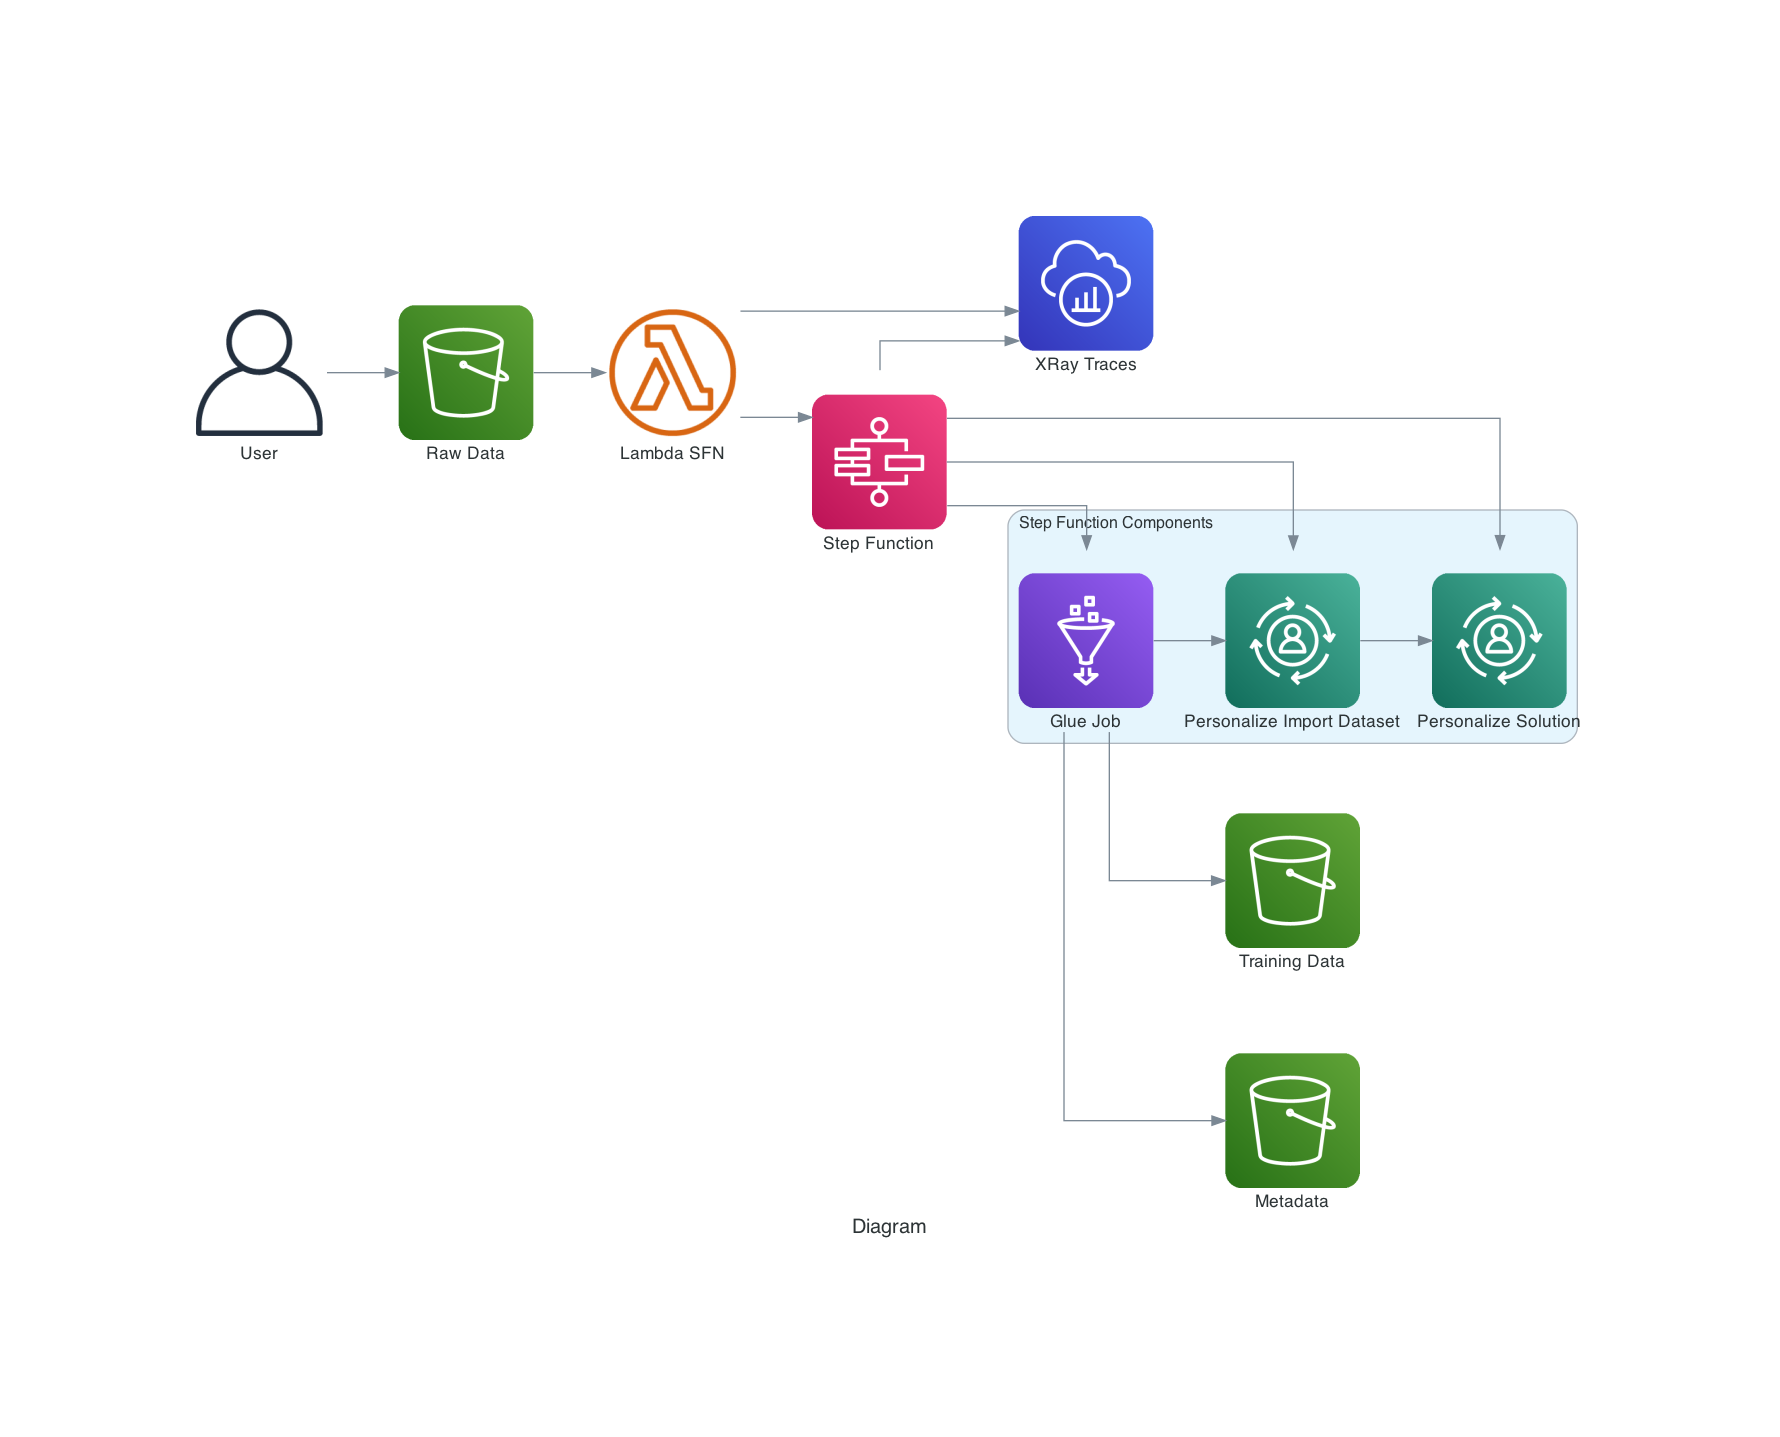 XRay Traces
User
Raw Data
Lambda SFN
Step Function
Step Function Components
Glue Job
Personalize Import Dataset
Personalize Solution
Training Data
Metadata
Diagram